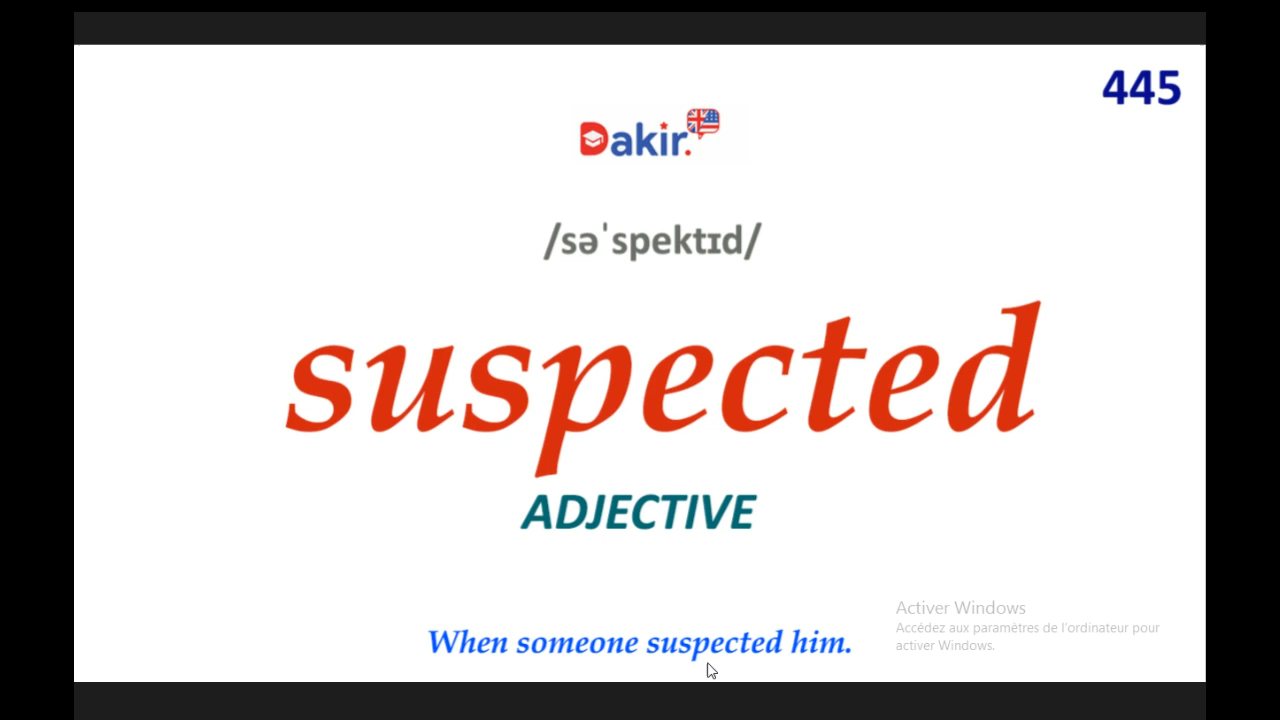 445
Dakir.
/səˈspektɪd/
suspected
ADJECTIVE
When someone suspected him.
Activer Windows
Accédez aux paramètres de l'ordinateur pour
activer Windows.